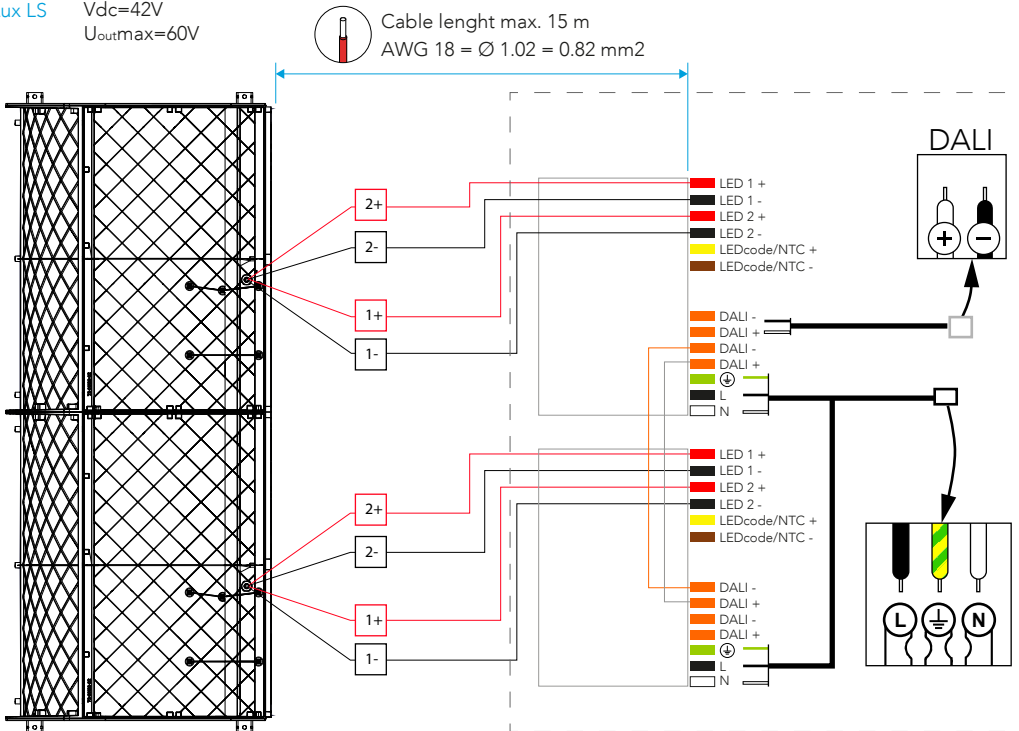 ux LS
Vdc=42V
Uoutmax=60V
Cable lenght max. 15 m
AWG 18 = Ø 1.02 = 0.82 mm2
DALI
+
−
2+
2-
1+
1-
LED 1 +
LED 1 -
LED 2 +
LED 2 -
LEDcode/NTC +
LEDcode/NTC -
DALI -
DALI +
DALI -
DALI +
L
N
2+
2-
1+
1-
LED 1 +
LED 1 -
LED 2 +
LED 2 -
LEDcode/NTC +
LEDcode/NTC -
DALI -
DALI +
DALI -
DALI +
L
N
L
N